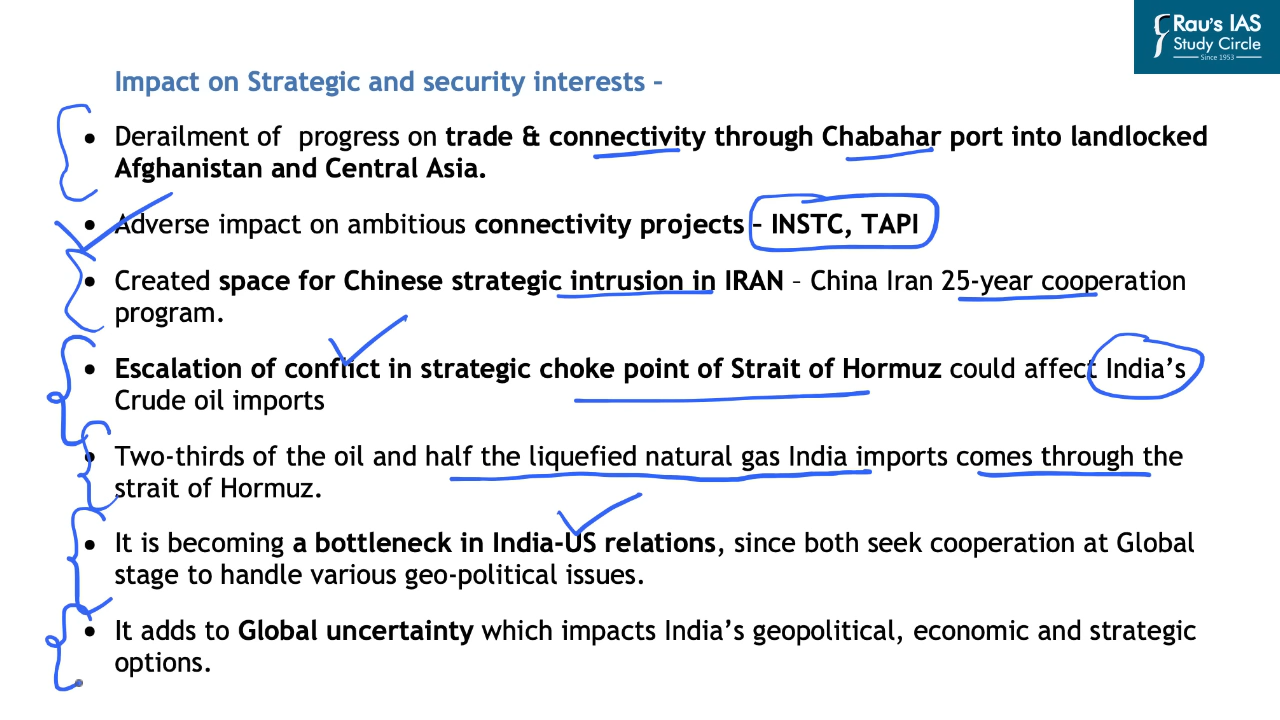 Rau's IAS
Study Circle
Since 1953
Impact on Strategic and security interests –
• Derailment of progress on trade & connectivity through Chabahar port into landlocked
Afghanistan and Central Asia.
• Adverse impact on ambitious connectivity projects – INSTC, TAPI
• Created space for Chinese strategic intrusion in IRAN – China Iran 25-year cooperation
program.
• Escalation of conflict in strategic choke point of Strait of Hormuz could affect India's
Crude oil imports
• Two-thirds of the oil and half the liquefied natural gas India imports comes through the
strait of Hormuz.
• It is becoming a bottleneck in India-US relations, since both seek cooperation at Global
stage to handle various geo-political issues.
• It adds to Global uncertainty which impacts India's geopolitical, economic and strategic
options.